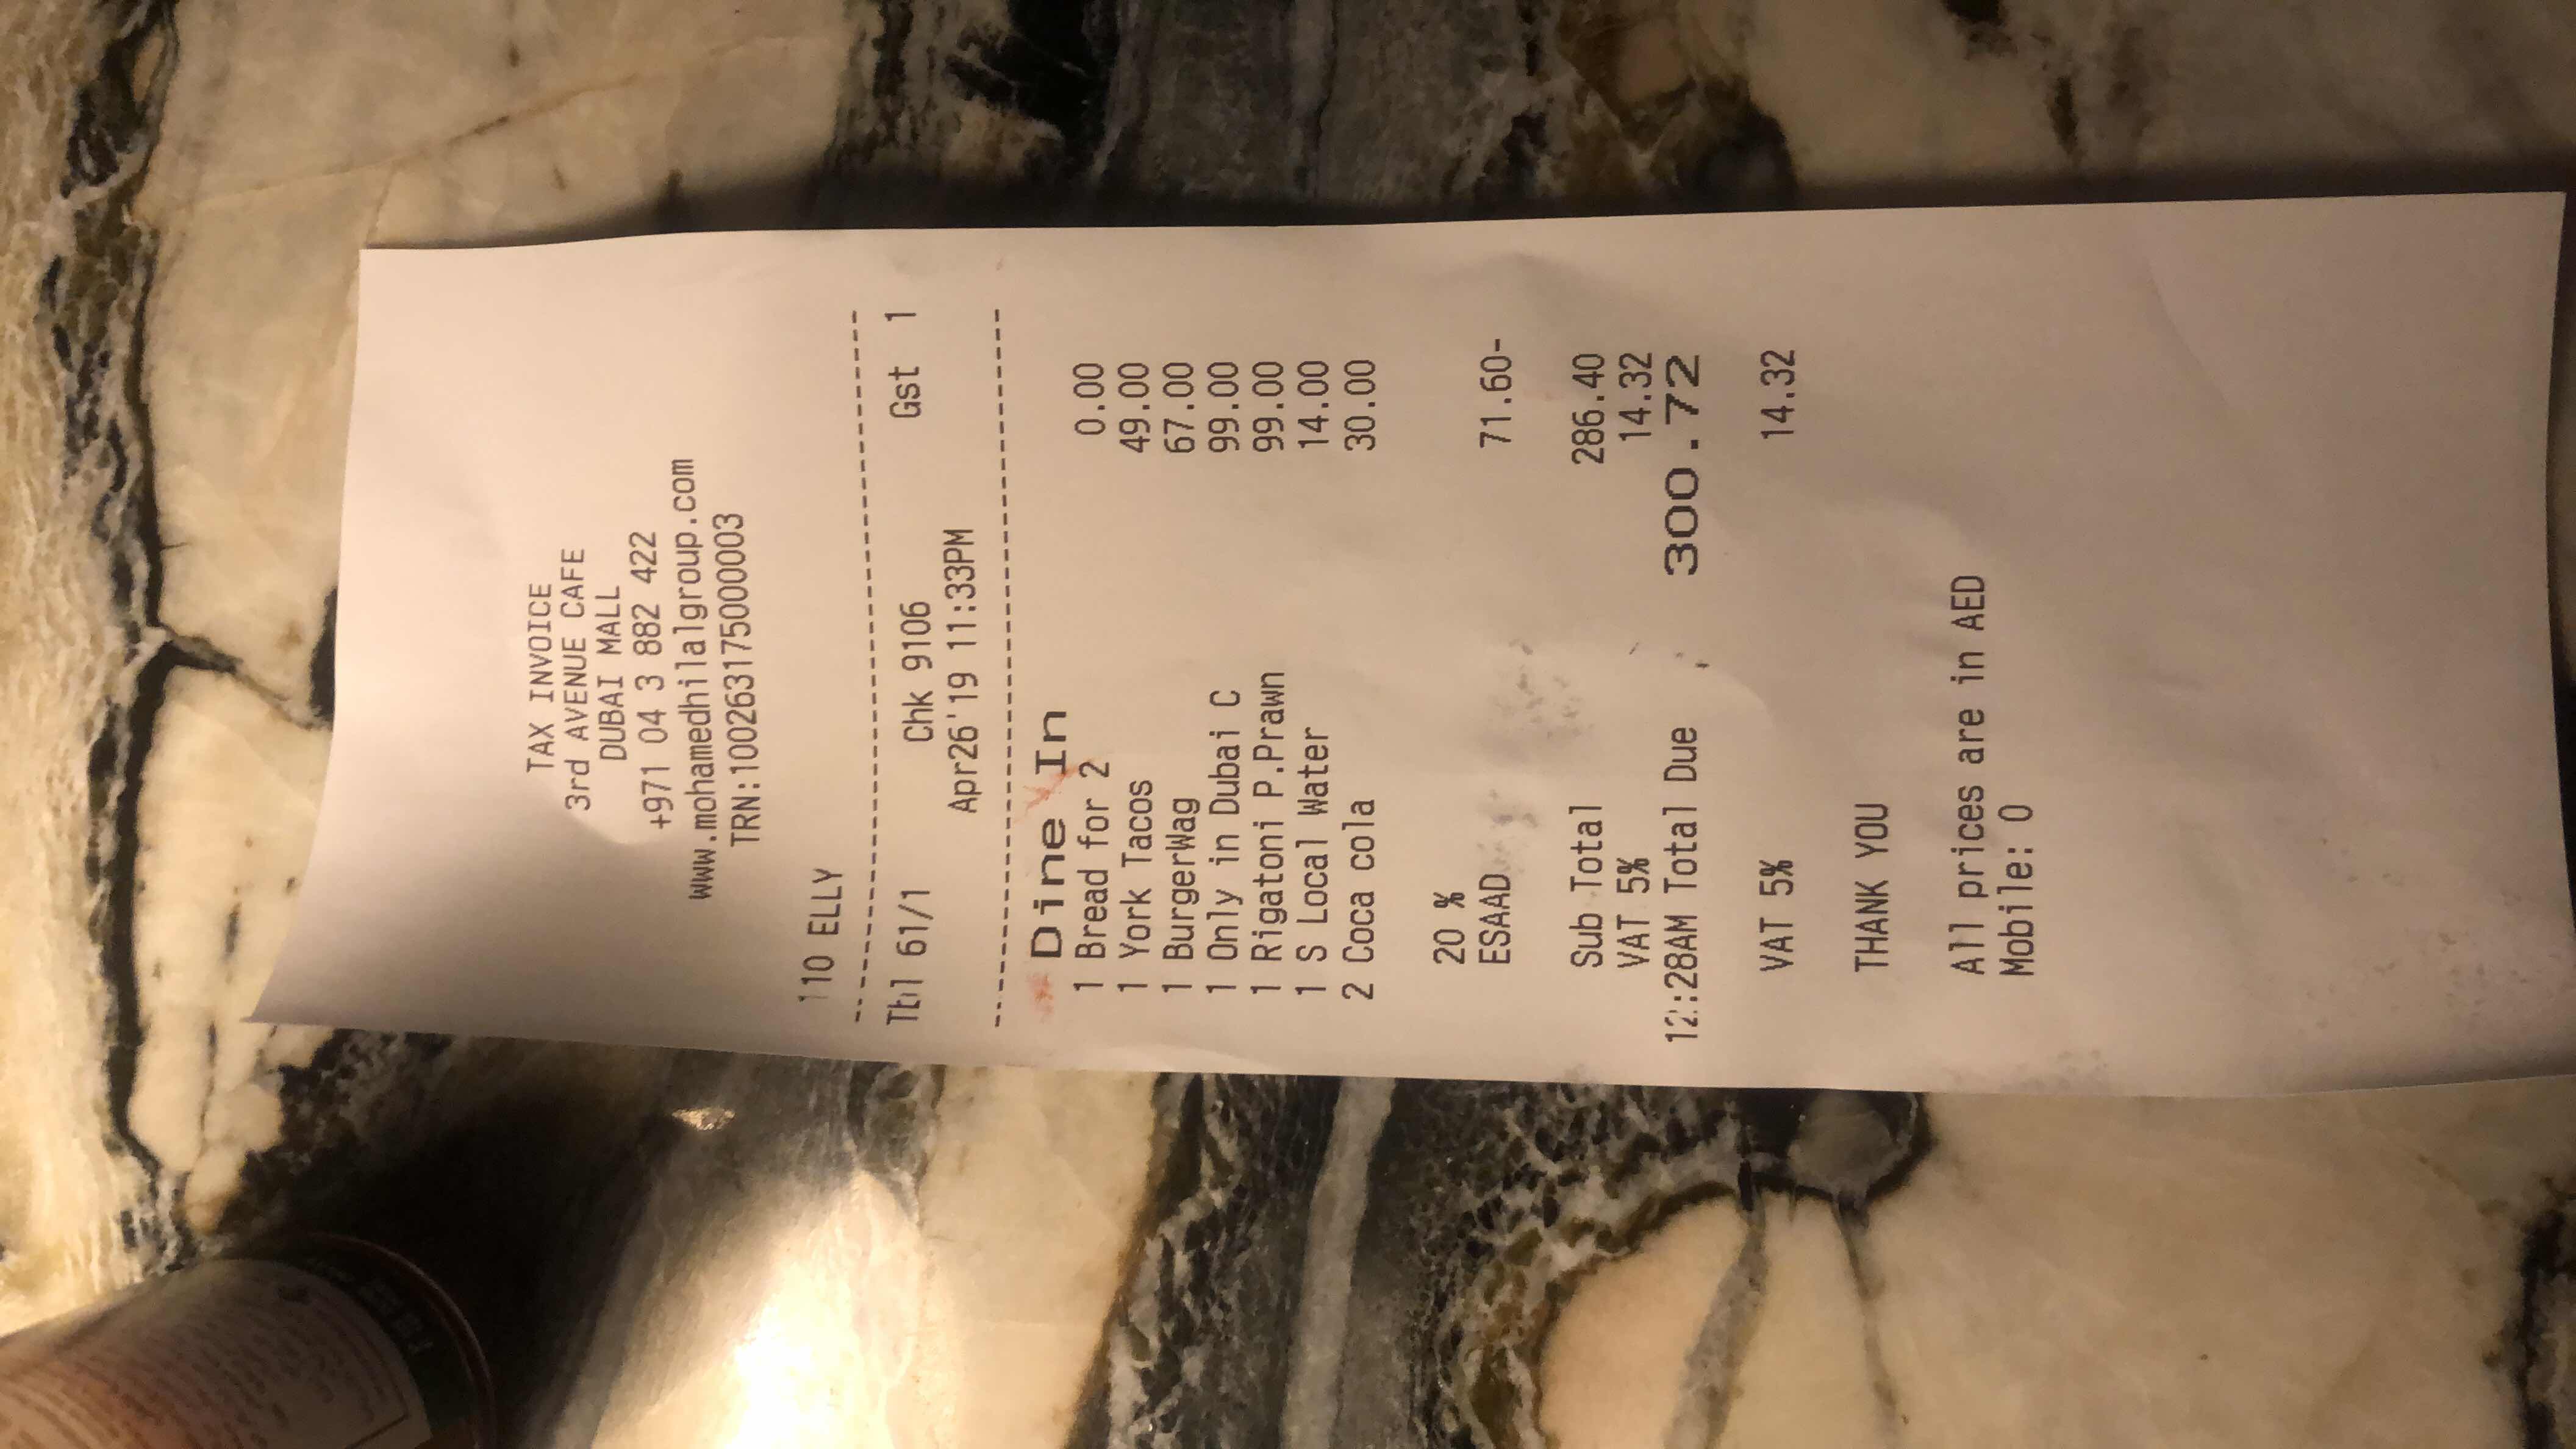 TAX INVOICE
3rd AVENUE CAFE
DUBAI MALL
+971 04 3 882 422
www.mohamedhilalgroup.com
TRN:100263175000003
110 ELLY
Tbl 61/1 Chk 9106 Gst 1
Apr26'19 11:33PM
Dine In
1 Bread for 2 0.00
1 York Tacos 49.00
1 BurgerWag 67.00
1 Only in Dubai C 99.00
1 Rigatoni P.Prawn 99.00
1 S Local Water 14.00
2 Coca cola 30.00
20 %
ESAAD 71.60-
Sub Total 286.40
VAT 5% 14.32
12:28AM Total Due 300.72
VAT 5% 14.32
THANK YOU
All prices are in AED
Mobile: 0